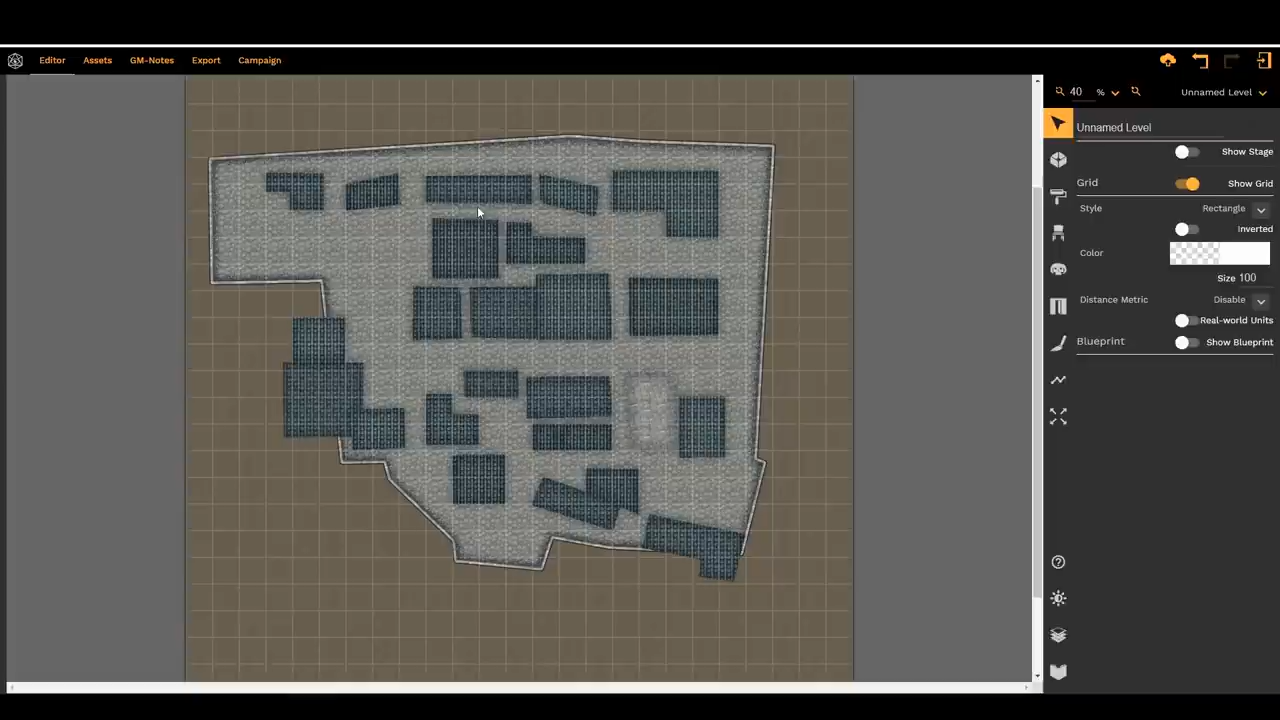 Editor Assets GM-Notes Export Campaign
40 % Unnamed Level
Unnamed Level
Show Stage
Grid Show Grid
Style Rectangle
Inverted
Color
Size 100
Distance Metric Disable
Real-world Units
Blueprint Show Blueprint